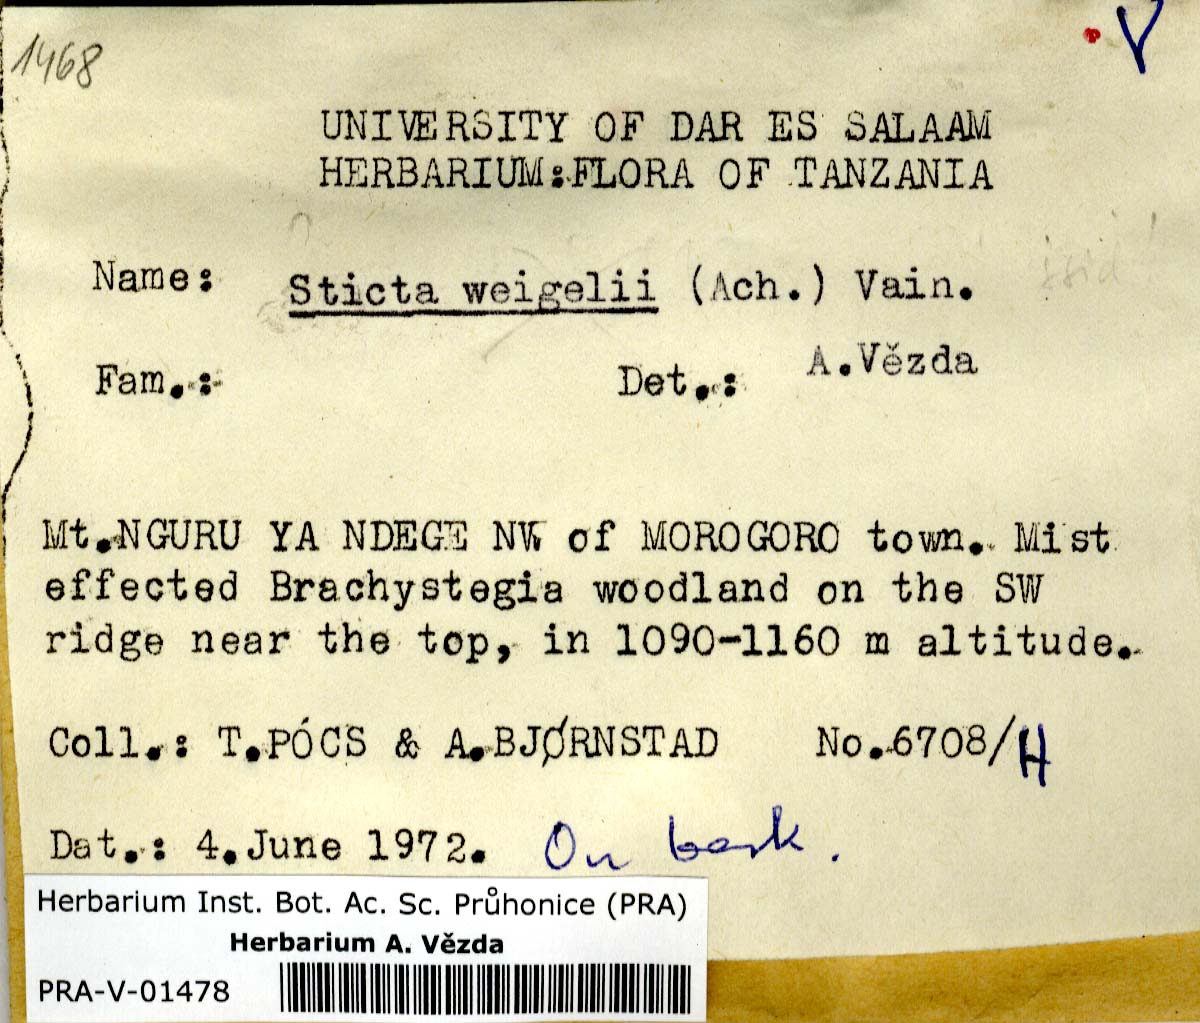 1468
V
UNIVERSITY OF DAR ES SALAAM
HERBARIUM:FLORA OF TANZANIA
Name: Sticta weigelii (Ach.) Vain.
Fam.: Det.: A.Vězda
Mt.NGURU YA NDEGE NW of MOROGORO town. Mist
effected Brachystegia woodland on the SW
ridge near the top, in 1090-1160 m altitude.
Coll.: T.PÓCS & A.BJØRNSTAD No.6708/H
Dat.: 4.June 1972. On bark.
Herbarium Inst. Bot. Ac. Sc. Průhonice (PRA)
Herbarium A. Vězda
PRA-V-01478